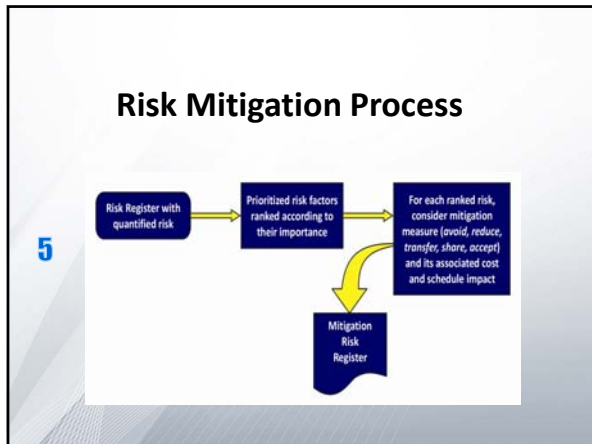 Risk Mitigation Process
5
Risk Register with
quantified risk
Prioritized risk factors
ranked according to
their importance
For each ranked risk,
consider mitigation
measure (avoid, reduce,
transfer, share, accept)
and its associated cost
and schedule impact
Mitigation
Risk
Register